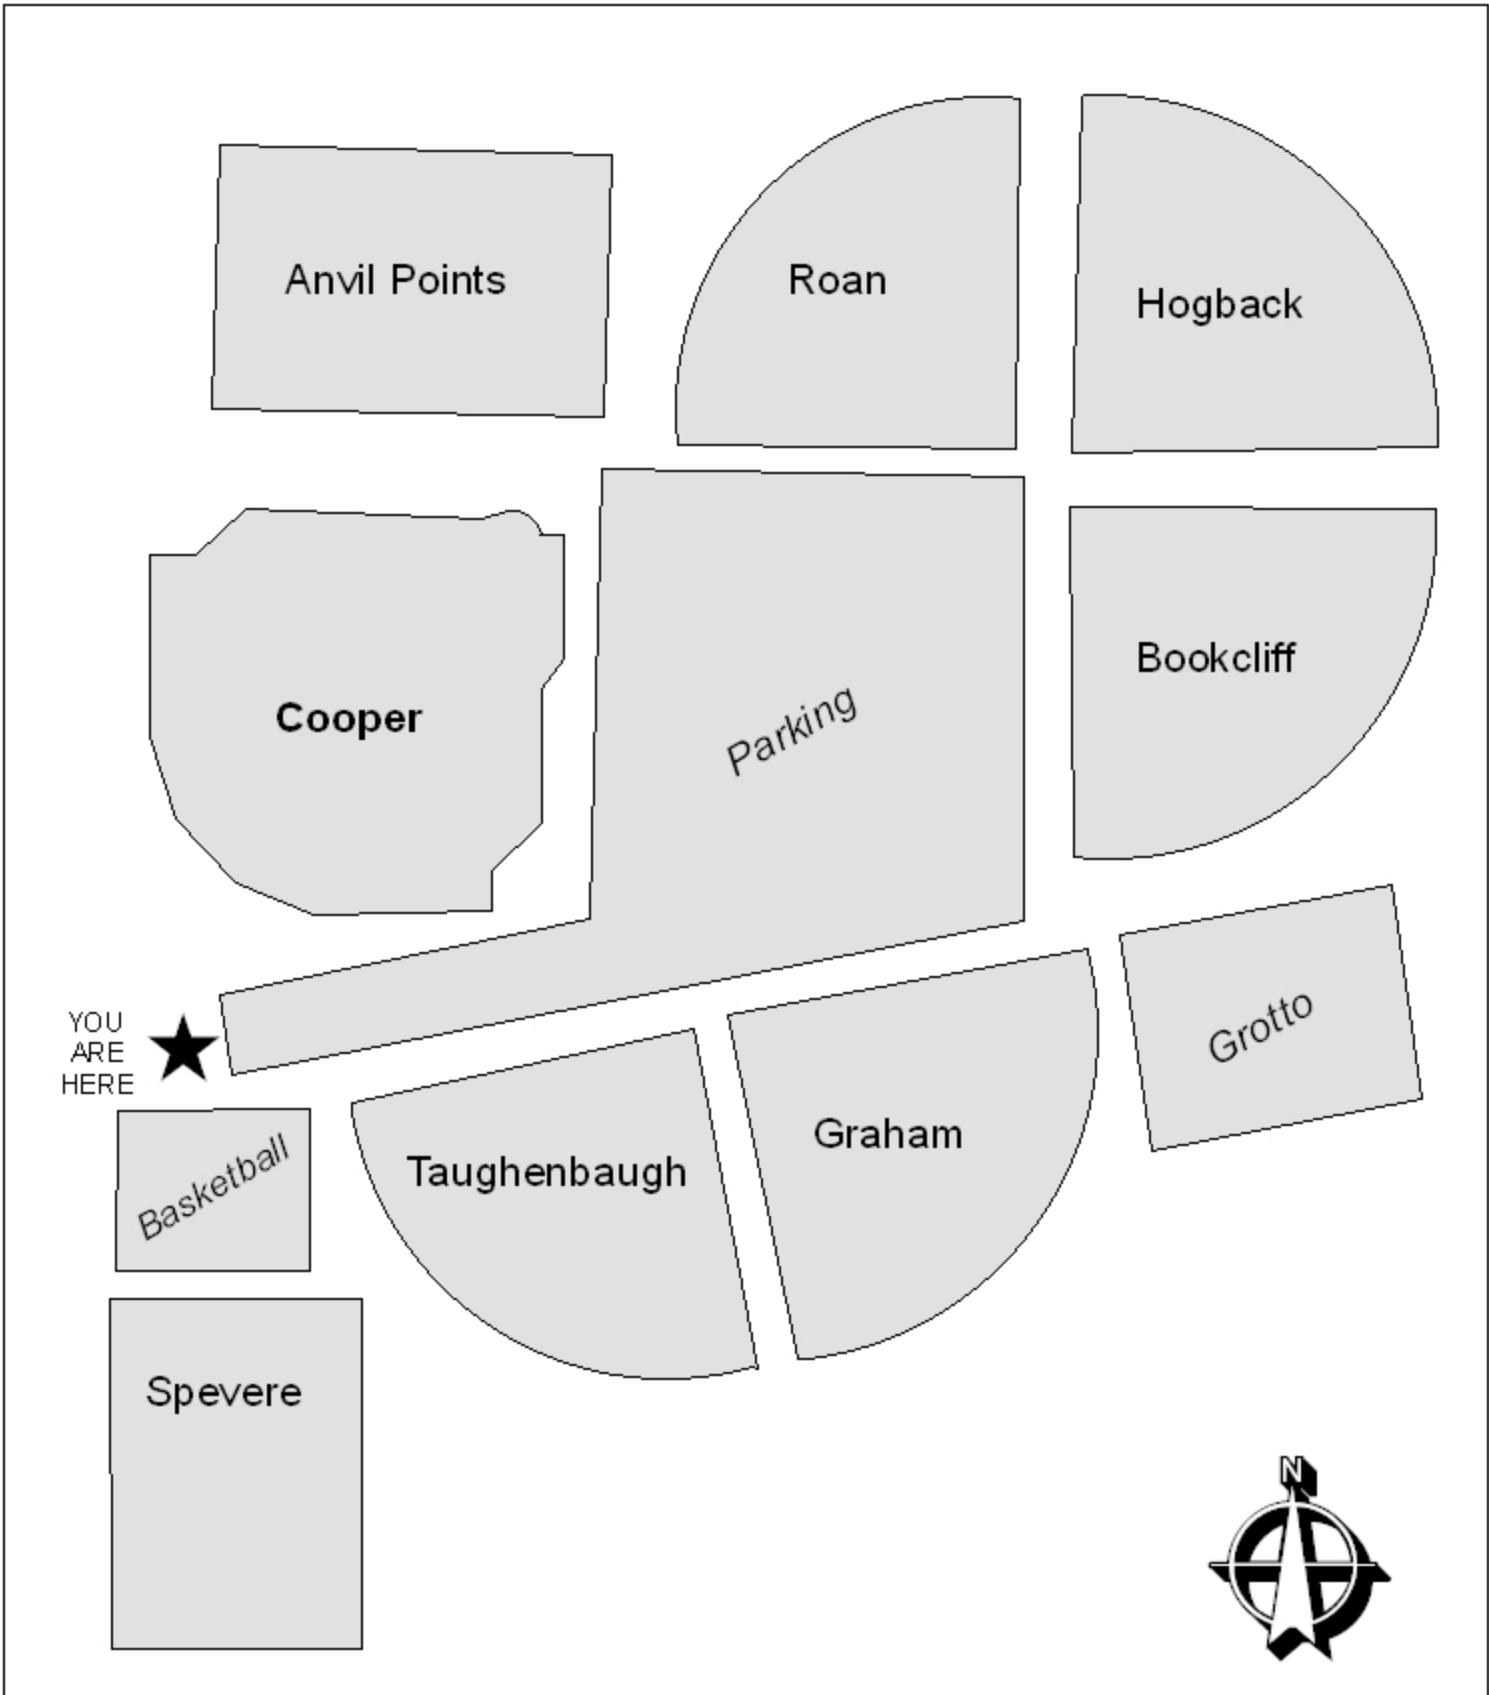 Anvil Points
Roan
Hogback
Cooper
Parking
Bookcliff
YOU
ARE
HERE
Basketball
Taughenbaugh
Graham
Grotto
Spevere
N